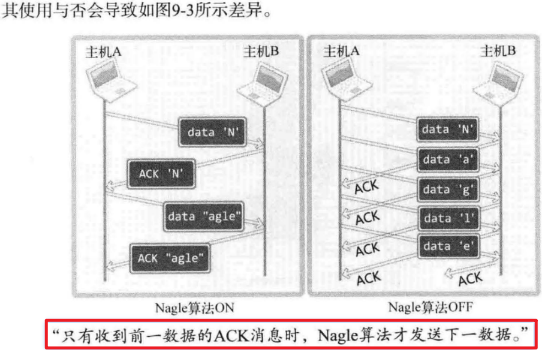 其使用与否会导致如图9-3所示差异。
主机A
主机B
data 'N'
ACK 'N'
data "agle"
ACK "agle"
主机A
主机B
data 'N'
data 'a'
ACK
data 'g'
ACK
data 'l'
ACK
data 'e'
ACK
ACK
Nagle算法ON
Nagle算法OFF
“只有收到前一数据的ACK消息时，Nagle算法才发送下一数据。”